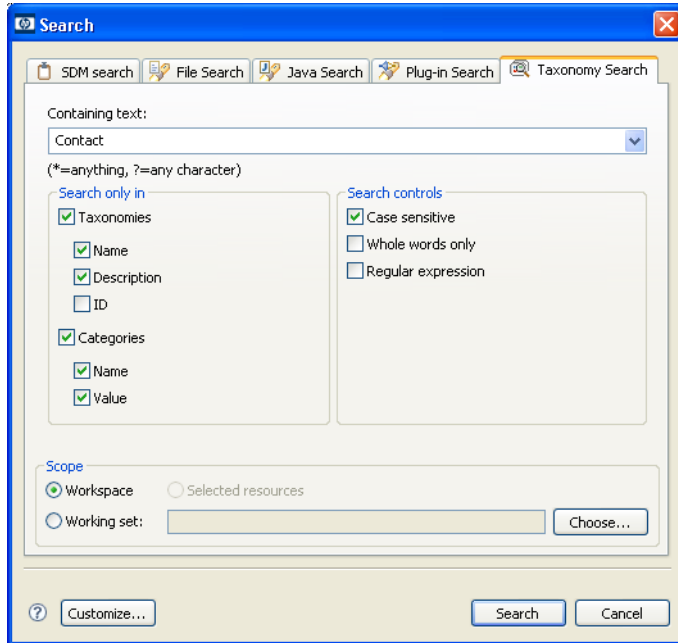 Search
SDM search File Search Java Search Plug-in Search Taxonomy Search
Containing text:
Contact
(*=anything, ?=any character)
Search only in
Taxonomies
Name
Description
ID
Categories
Name
Value
Search controls
Case sensitive
Whole words only
Regular expression
Scope
Workspace Selected resources
Working set: Choose...
? Customize... Search Cancel